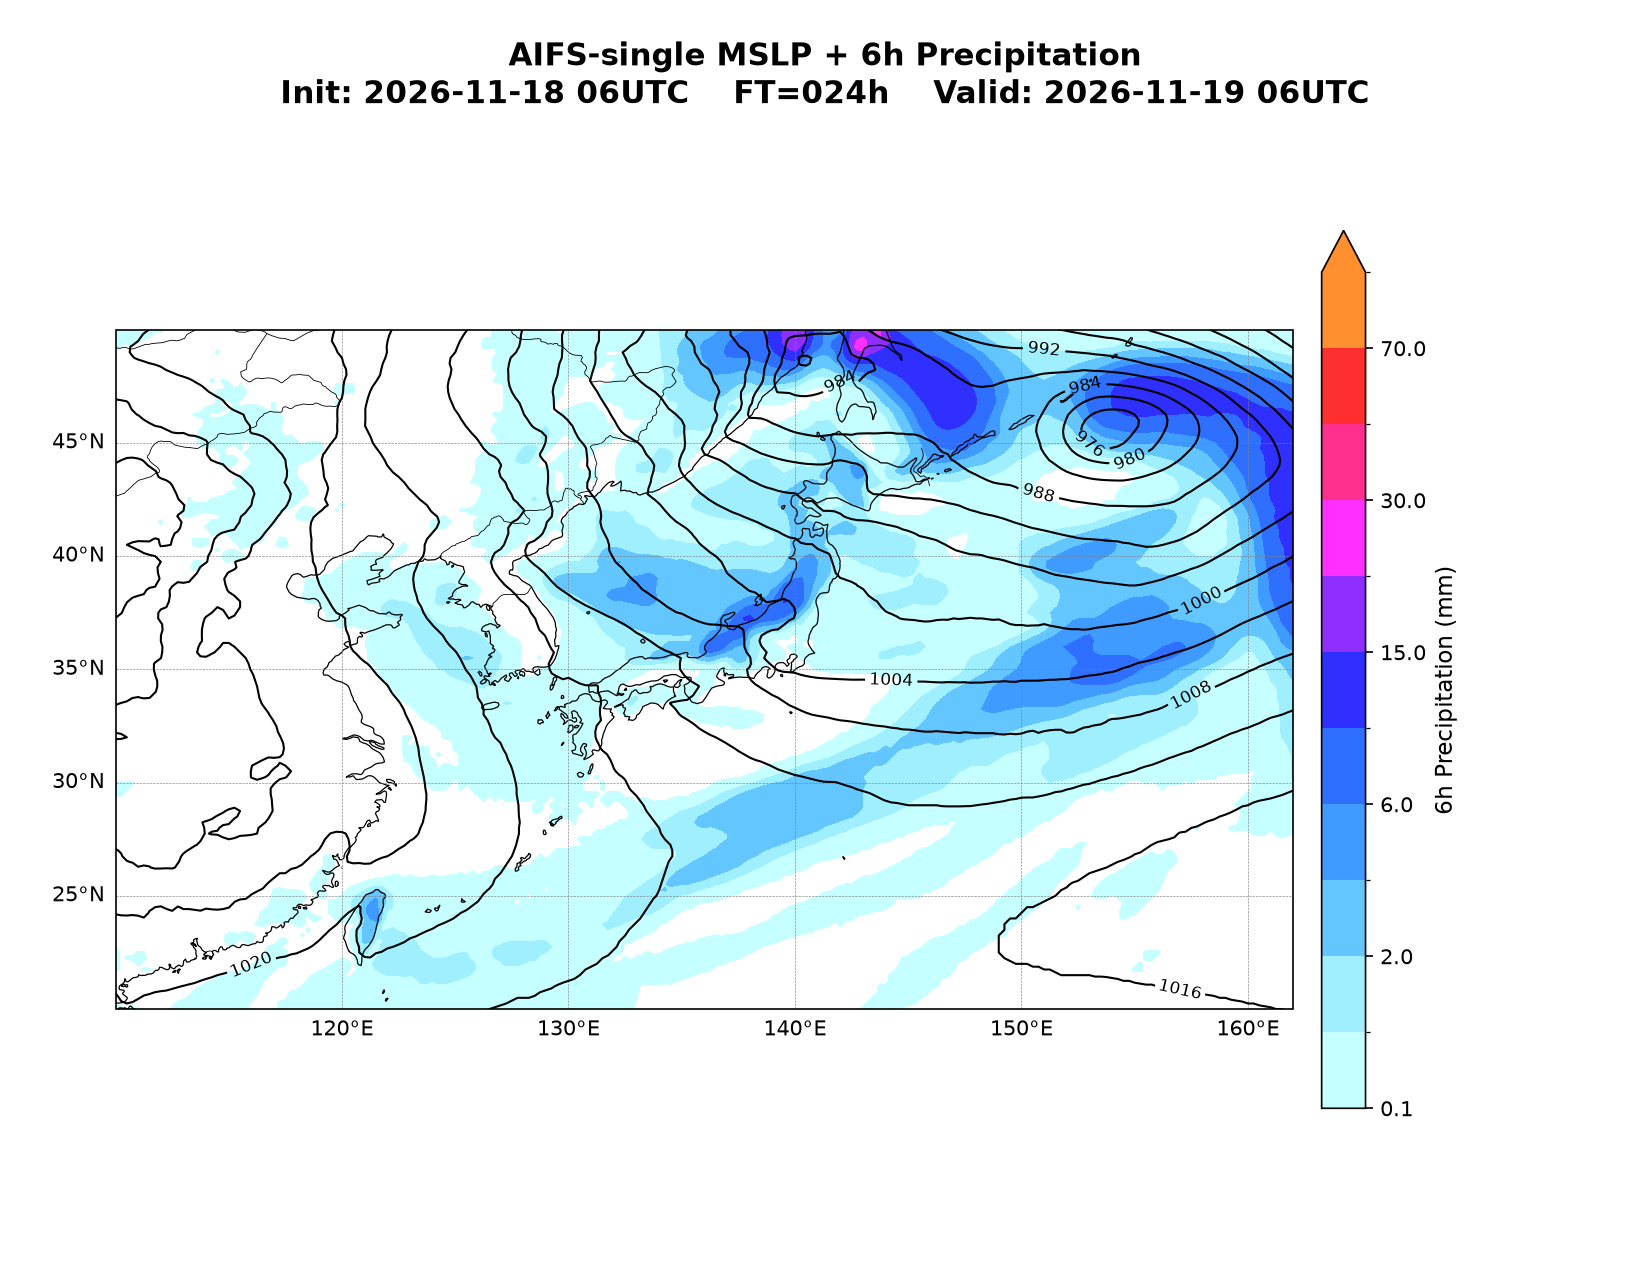 AIFS-single MSLP + 6h Precipitation
Init: 2026-11-18 06UTC    FT=024h    Valid: 2026-11-19 06UTC
992
984
984
976
980
988
1000
1004
1008
1020
1016
45°N
40°N
35°N
30°N
25°N
120°E
130°E
140°E
150°E
160°E
70.0
30.0
15.0
6.0
2.0
0.1
6h Precipitation (mm)